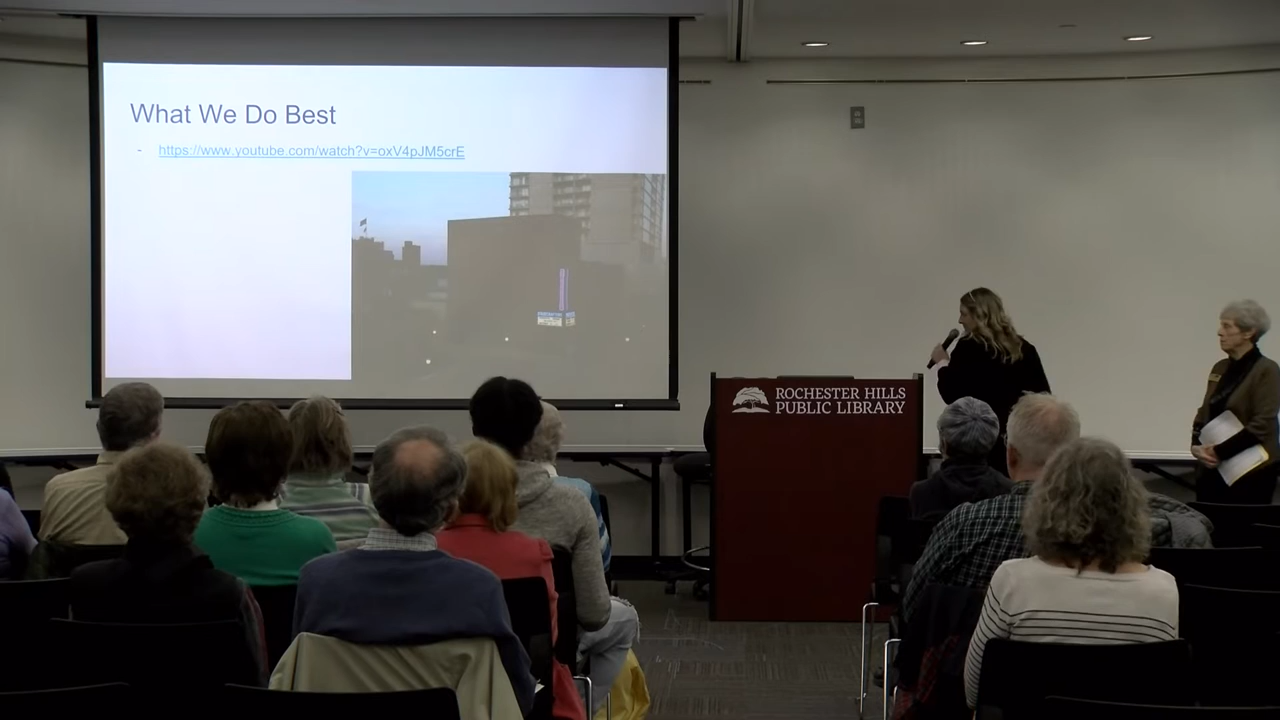 What We Do Best
- https://www.youtube.com/watch?v=oxV4pJM5crE
ROCHESTER HILLS
PUBLIC LIBRARY